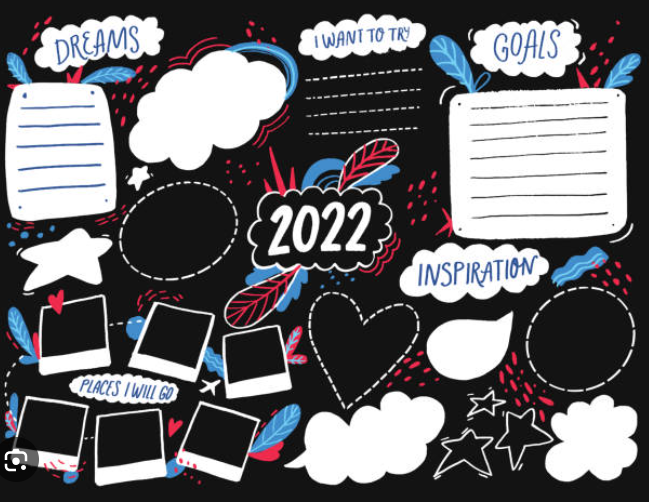 DREAMS
I WANT TO TRY
GOALS
2022
INSPIRATION
PLACES I WILL GO